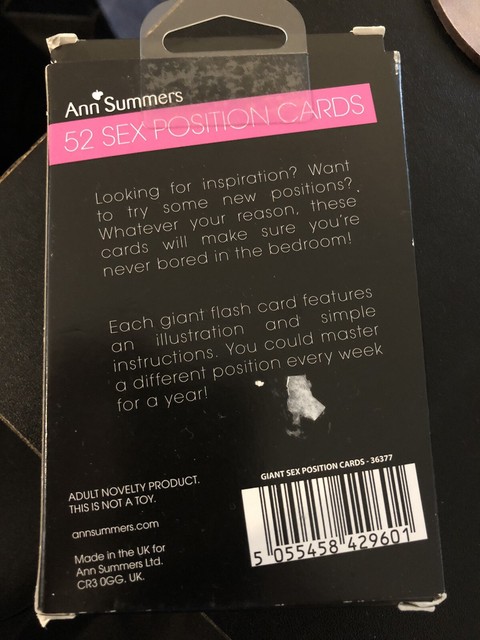 Ann Summers
52 SEX POSITION CARDS
Looking for inspiration? Want
to try some new positions?
Whatever your reason, these
cards will make sure you're
never bored in the bedroom!
Each giant flash card features
an illustration and simple
instructions. You could master
a different position every week
for a year!
GIANT SEX POSITION CARDS - 36377
ADULT NOVELTY PRODUCT.
THIS IS NOT A TOY.
annsummers.com
Made in the UK for
Ann Summers Ltd.
CR3 0GG. UK.
5 055458 429601